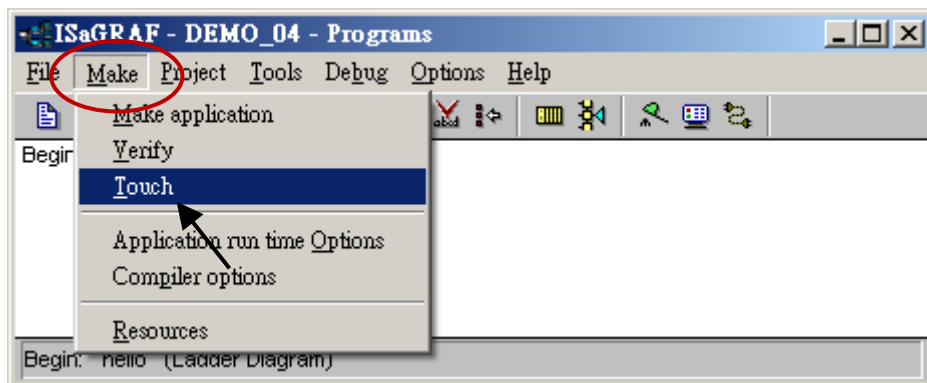 ISaGRAF - DEMO_04 - Programs
File Make Project Tools Debug Options Help
Make application
Begin
Verify
Touch
Application run time Options
Compiler options
Resources
Begin: hello (Ladder Diagram)